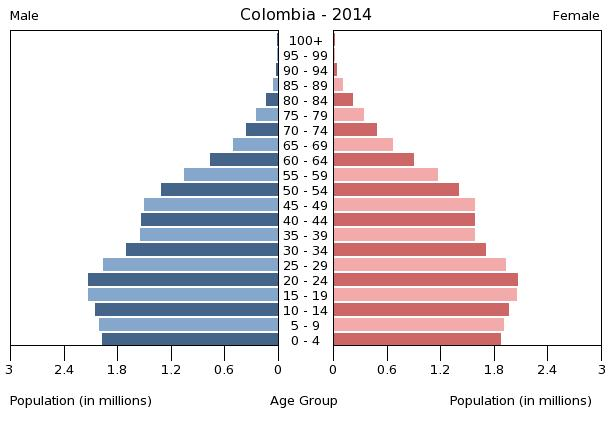 Male Colombia - 2014 Female
100+
95 - 99
90 - 94
85 - 89
80 - 84
75 - 79
70 - 74
65 - 69
60 - 64
55 - 59
50 - 54
45 - 49
40 - 44
35 - 39
30 - 34
25 - 29
20 - 24
15 - 19
10 - 14
5 - 9
0 - 4
3 2.4 1.8 1.2 0.6 0 0 0.6 1.2 1.8 2.4 3
Population (in millions) Age Group Population (in millions)